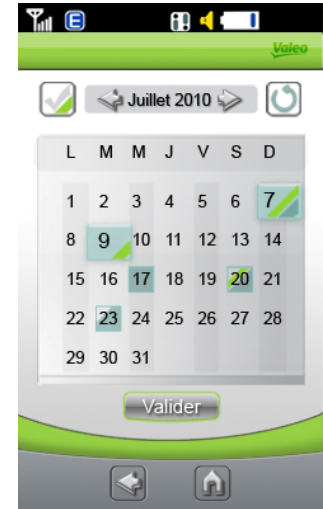 E
Valeo
Juillet 2010
L M M J V S D
1 2 3 4 5 6 7
8 9 10 11 12 13 14
15 16 17 18 19 20 21
22 23 24 25 26 27 28
29 30 31
Valider